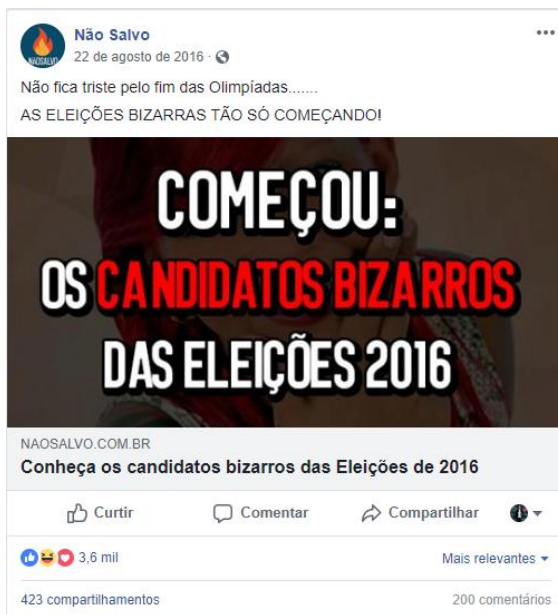 Não Salvo
22 de agosto de 2016 ·
NÃOSALVO
Não fica triste pelo fim das Olimpíadas.......
AS ELEIÇÕES BIZARRAS TÃO SÓ COMEÇANDO!
COMEÇOU:
OS CANDIDATOS BIZARROS
DAS ELEIÇÕES 2016
NAOSALVO.COM.BR
Conheça os candidatos bizarros das Eleições de 2016
Curtir Comentar Compartilhar
3,6 mil Mais relevantes
423 compartilhamentos 200 comentários